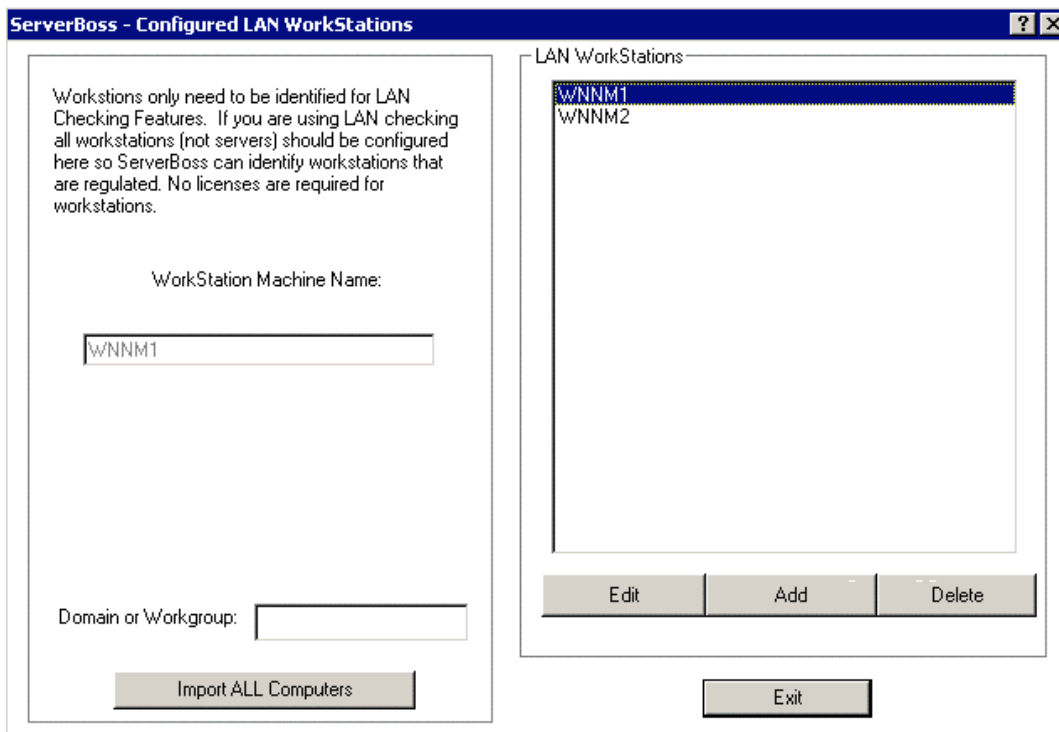 ServerBoss - Configured LAN WorkStations
Workstions only need to be identified for LAN
Checking Features.  If you are using LAN checking
all workstations (not servers) should be configured
here so ServerBoss can identify workstations that
are regulated. No licenses are required for
workstations.
WorkStation Machine Name:
WNNM1
Domain or Workgroup:
Import ALL Computers
LAN WorkStations
WNNM1
WNNM2
Edit
Add
Delete
Exit